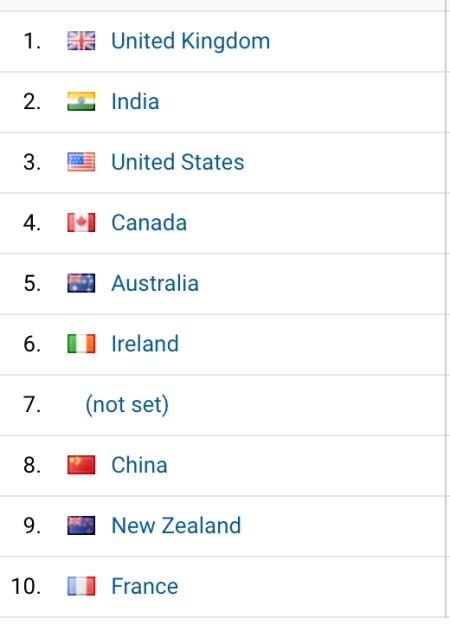 1. United Kingdom
2. India
3. United States
4. Canada
5. Australia
6. Ireland
7. (not set)
8. China
9. New Zealand
10. France